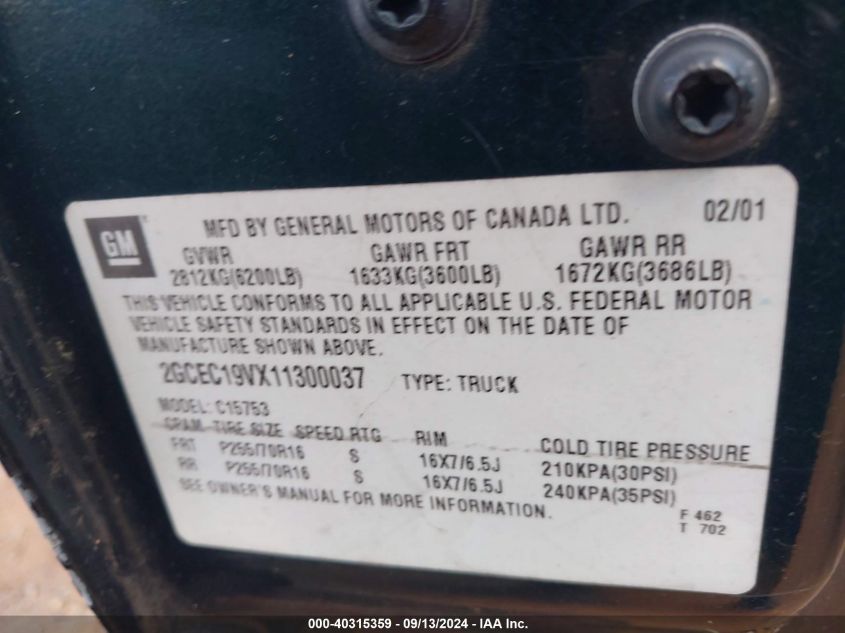 GM
MFD BY GENERAL MOTORS OF CANADA LTD. 02/01
GVWR GAWR FRT GAWR RR
2812KG(6200LB) 1633KG(3600LB) 1672KG(3686LB)
THIS VEHICLE CONFORMS TO ALL APPLICABLE U.S. FEDERAL MOTOR
VEHICLE SAFETY STANDARDS IN EFFECT ON THE DATE OF
MANUFACTURE SHOWN ABOVE.
2GCEC19VX11300037 TYPE: TRUCK
MODEL: C15753
TIRE SIZE SPEED RTG RIM COLD TIRE PRESSURE
FRT P255/70R16 S 16X7/6.5J 210KPA(30PSI)
RR P255/70R16 S 16X7/6.5J 240KPA(35PSI)
SEE OWNER'S MANUAL FOR MORE INFORMATION.
F 462
T 702
000-40315359 - 09/13/2024 - IAA Inc.